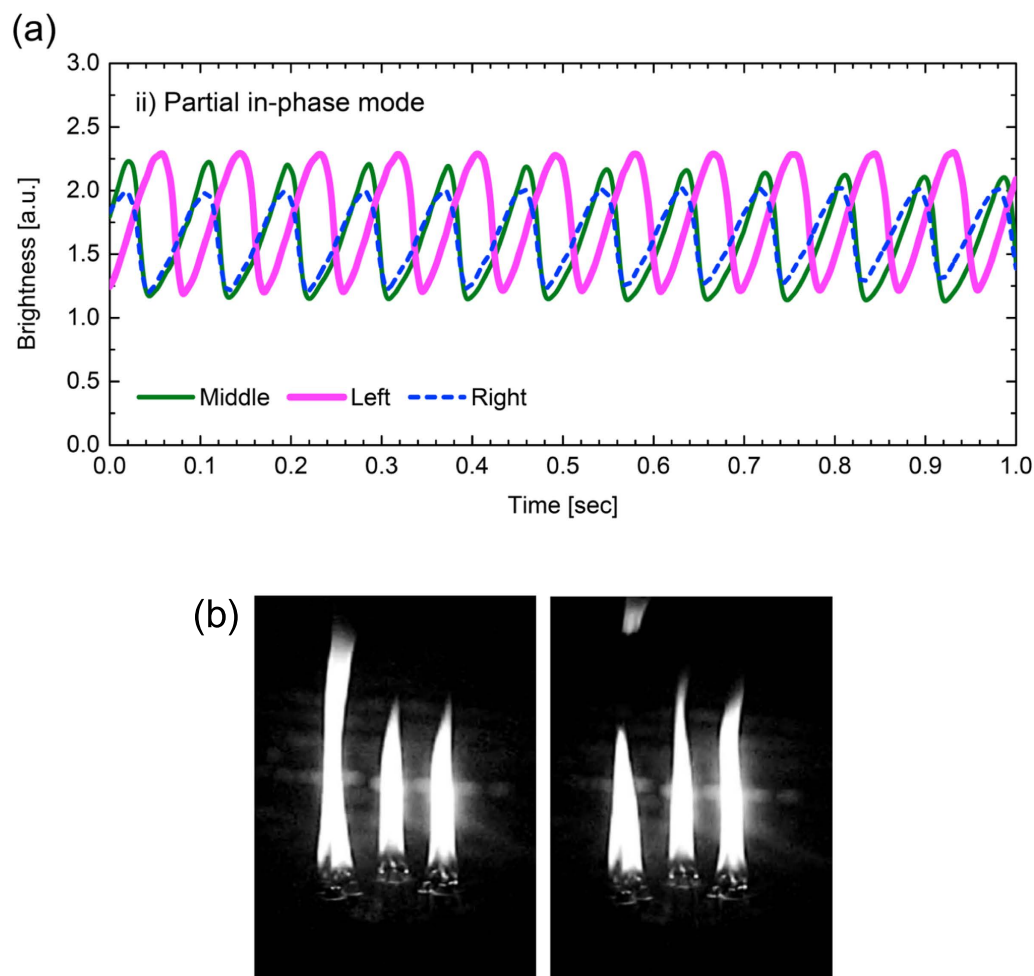 (a)
3.0
2.5
2.0
1.5
1.0
0.5
0.0
Brightness [a.u.]
ii) Partial in-phase mode
Middle Left Right
0.0 0.1 0.2 0.3 0.4 0.5 0.6 0.7 0.8 0.9 1.0
Time [sec]
(b)